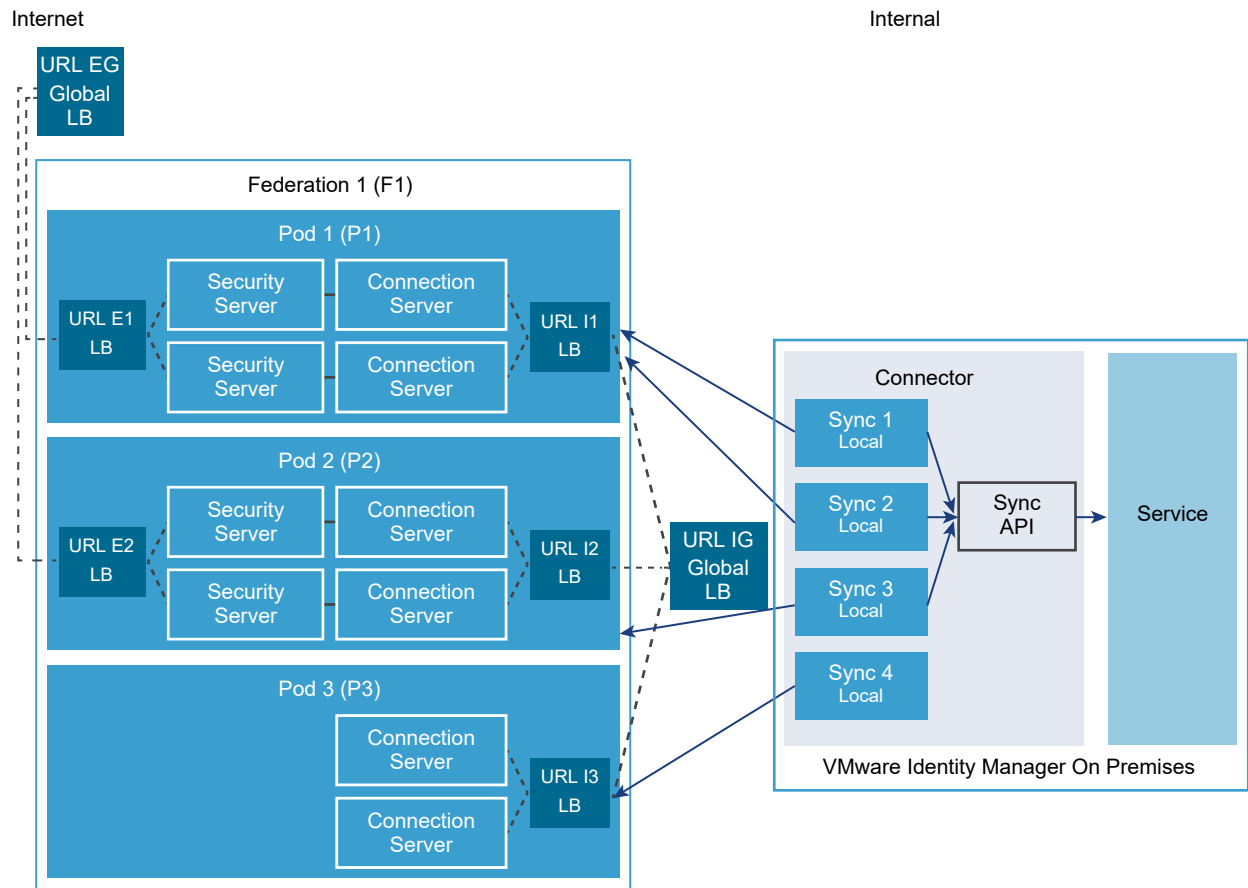 Internet
Internal
URL EG
Global
LB
Federation 1 (F1)
Pod 1 (P1)
Security
Server
Connection
Server
URL E1
LB
URL I1
LB
Security
Server
Connection
Server
Pod 2 (P2)
Security
Server
Connection
Server
URL E2
LB
URL I2
LB
Security
Server
Connection
Server
Pod 3 (P3)
Connection
Server
URL I3
LB
Connection
Server
URL IG
Global
LB
Connector
Sync 1
Local
Sync 2
Local
Sync 3
Local
Sync 4
Local
Sync
API
Service
VMware Identity Manager On Premises